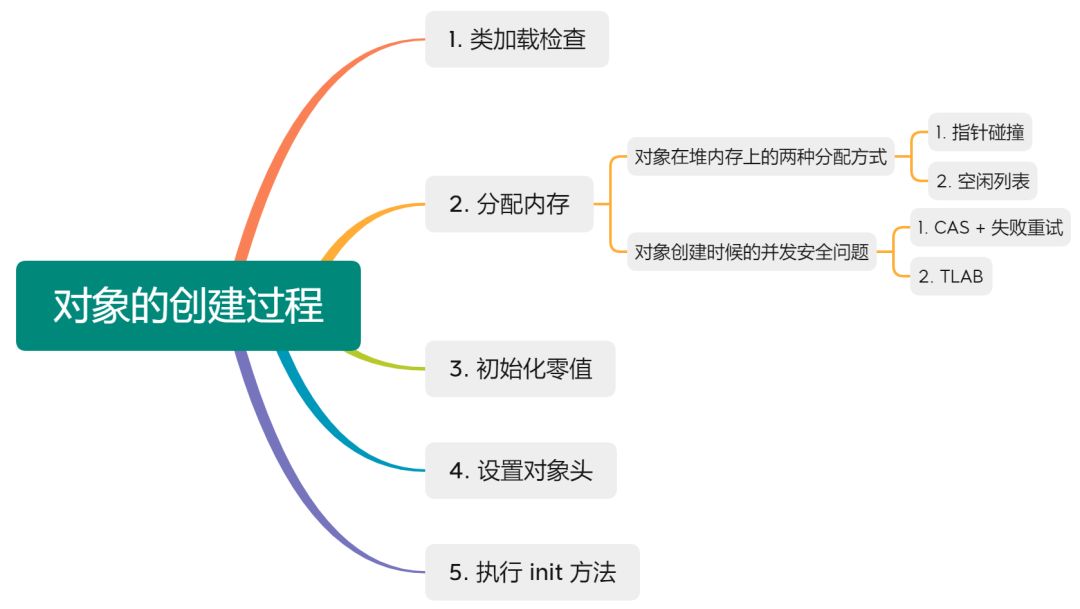 对象的创建过程
1. 类加载检查
2. 分配内存
对象在堆内存上的两种分配方式
1. 指针碰撞
2. 空闲列表
对象创建时候的并发安全问题
1. CAS + 失败重试
2. TLAB
3. 初始化零值
4. 设置对象头
5. 执行 init 方法